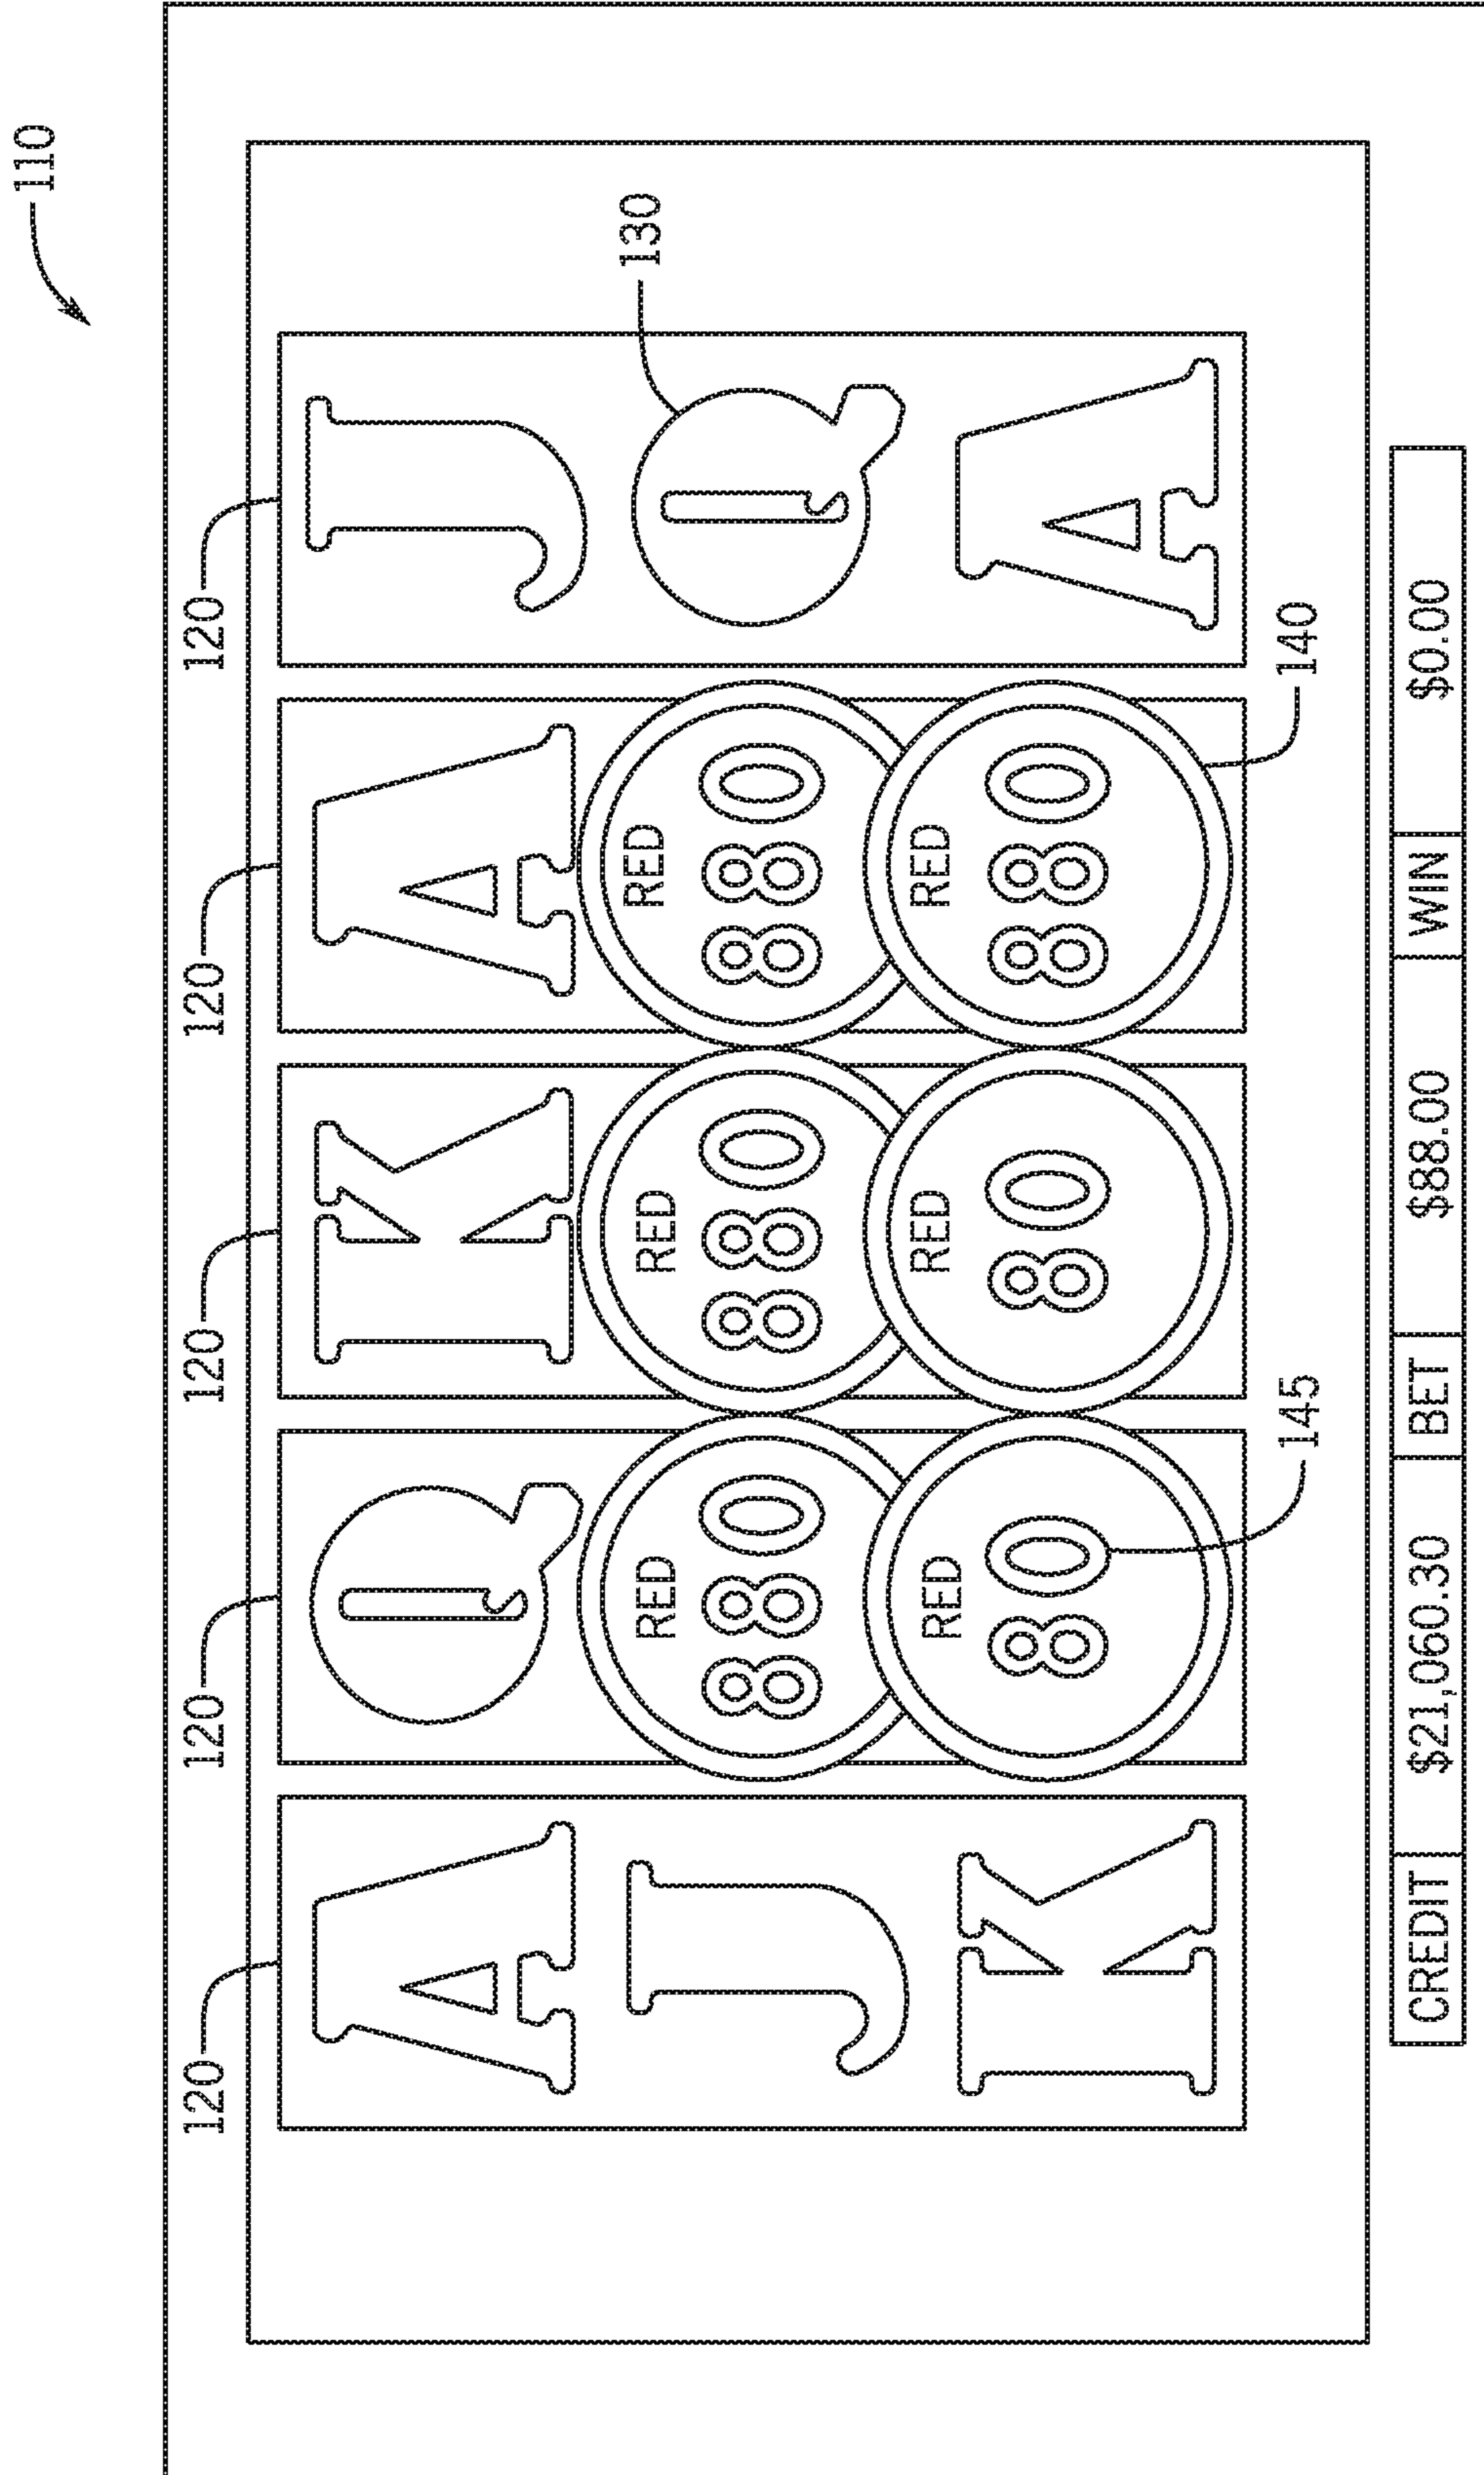 110
120 120 120 120 120
A Q K A J
130
RED RED RED
J 880 880 880 Q
RED RED RED
K 80 80 880 A
145 140
CREDIT $21,060.30 BET $88.00 WIN $0.00